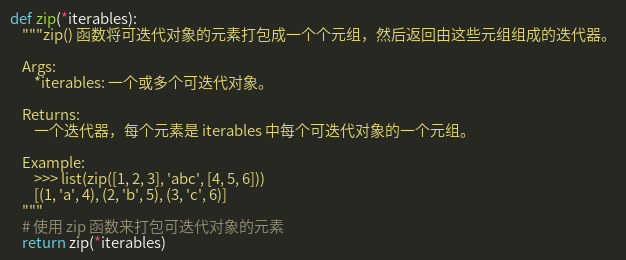 def zip(*iterables):
"""zip() 函数将可迭代对象的元素打包成一个个元组，然后返回由这些元组组成的迭代器。
Args:
*iterables: 一个或多个可迭代对象。
Returns:
一个迭代器，每个元素是 iterables 中每个可迭代对象的一个元组。
Example:
>>> list(zip([1, 2, 3], 'abc', [4, 5, 6]))
[(1, 'a', 4), (2, 'b', 5), (3, 'c', 6)]
"""
# 使用 zip 函数来打包可迭代对象的元素
return zip(*iterables)